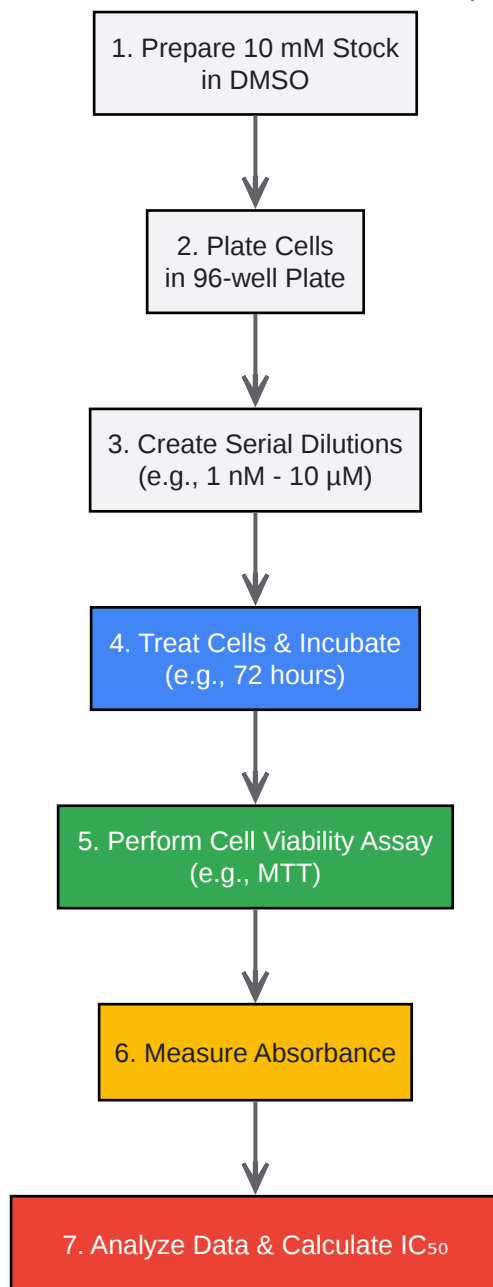 1. Prepare 10 mM Stock
in DMSO
2. Plate Cells
in 96-well Plate
3. Create Serial Dilutions
(e.g., 1 nM - 10 µM)
4. Treat Cells & Incubate
(e.g., 72 hours)
5. Perform Cell Viability Assay
(e.g., MTT)
6. Measure Absorbance
7. Analyze Data & Calculate IC₅₀